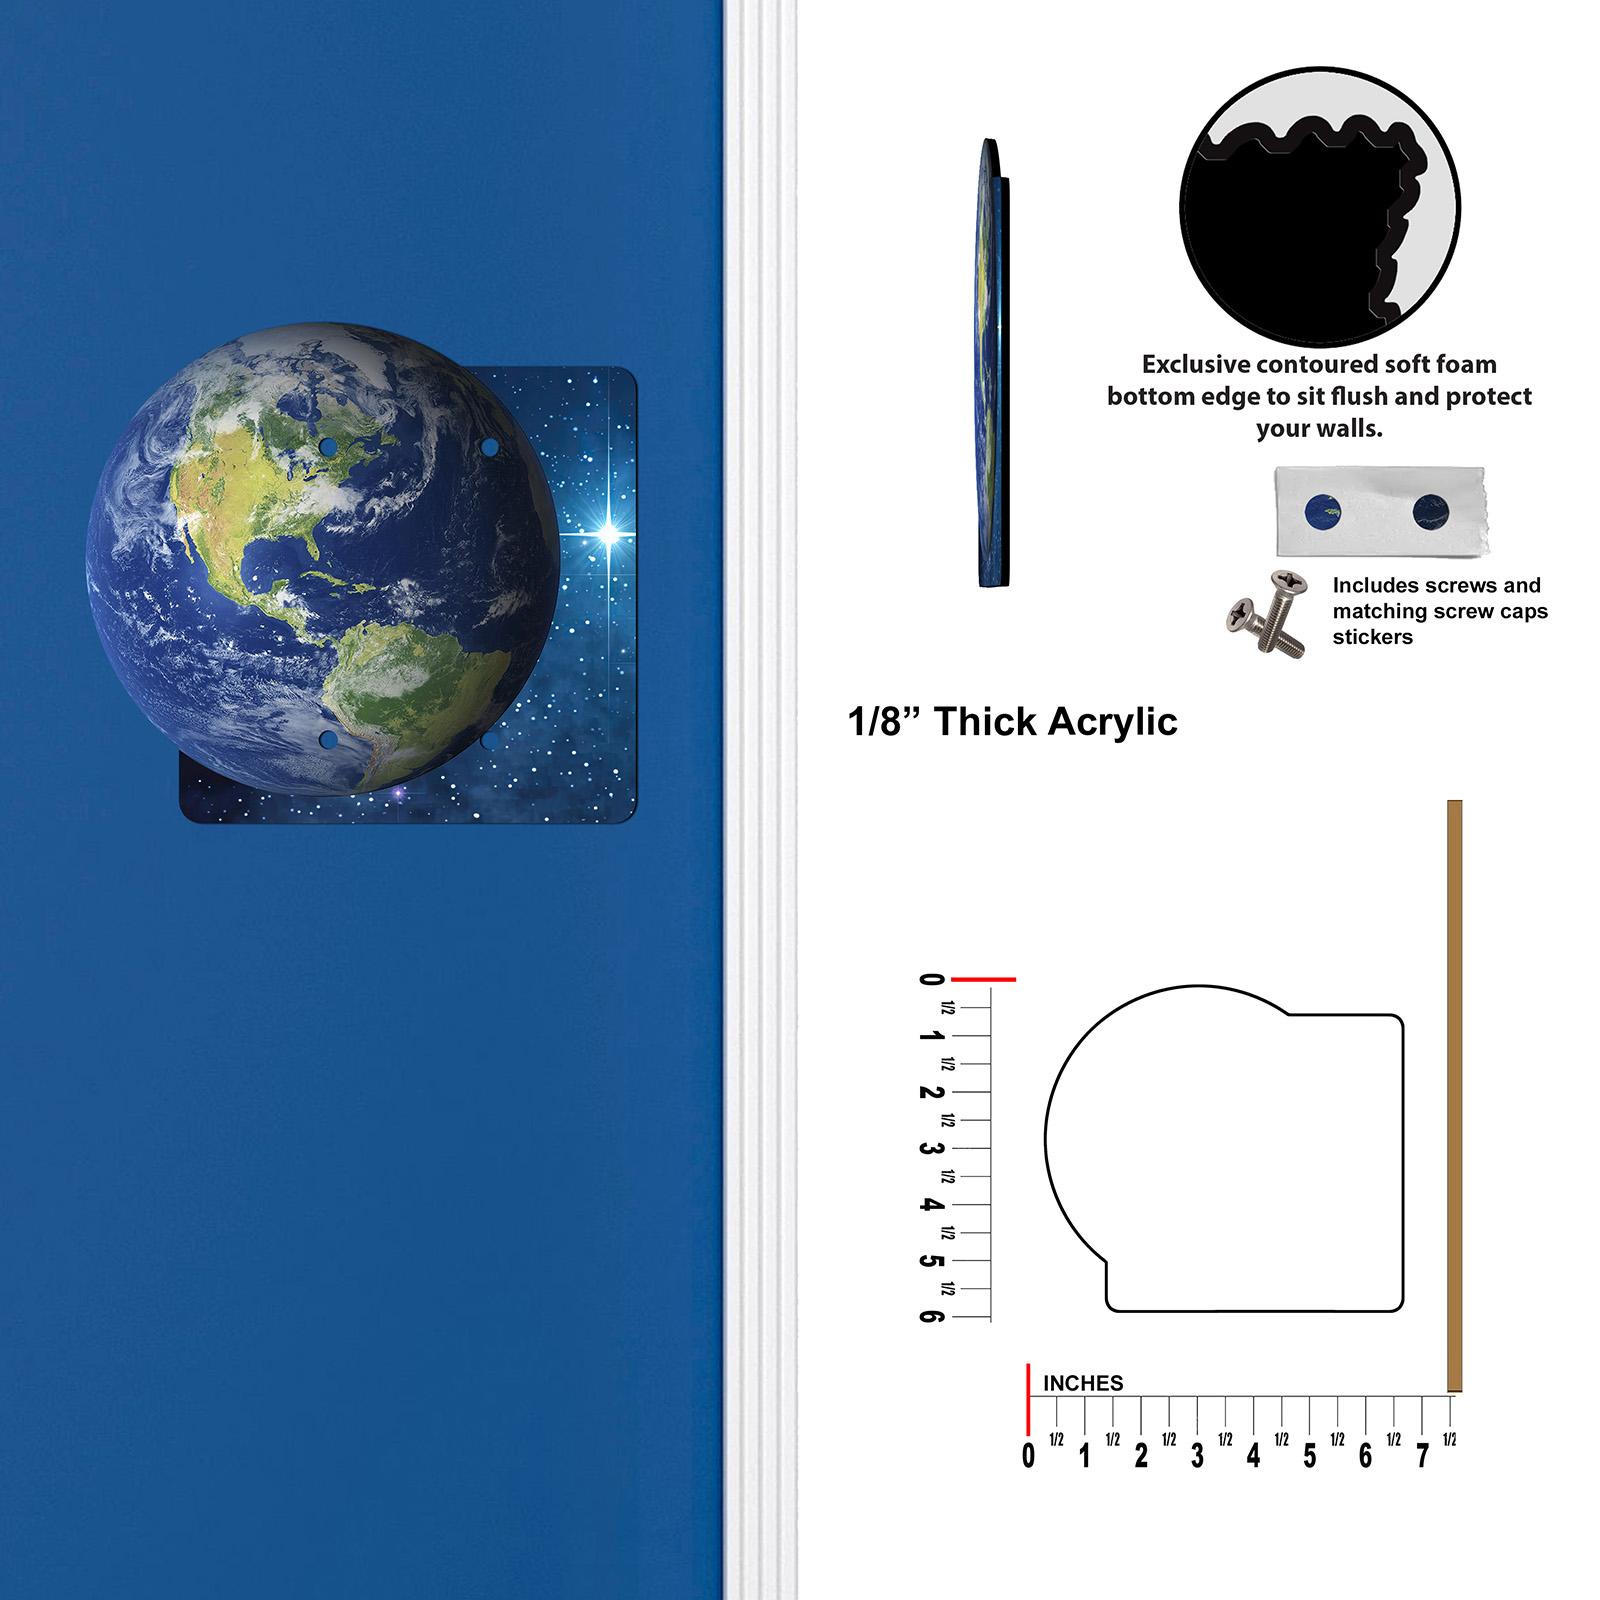 Exclusive contoured soft foam
bottom edge to sit flush and protect
your walls.
Includes screws and
matching screw caps
stickers
1/8” Thick Acrylic
0
1/2
1
1/2
2
1/2
3
1/2
4
1/2
5
1/2
6
INCHES
0 1/2 1 1/2 2 1/2 3 1/2 4 1/2 5 1/2 6 1/2 7 1/2